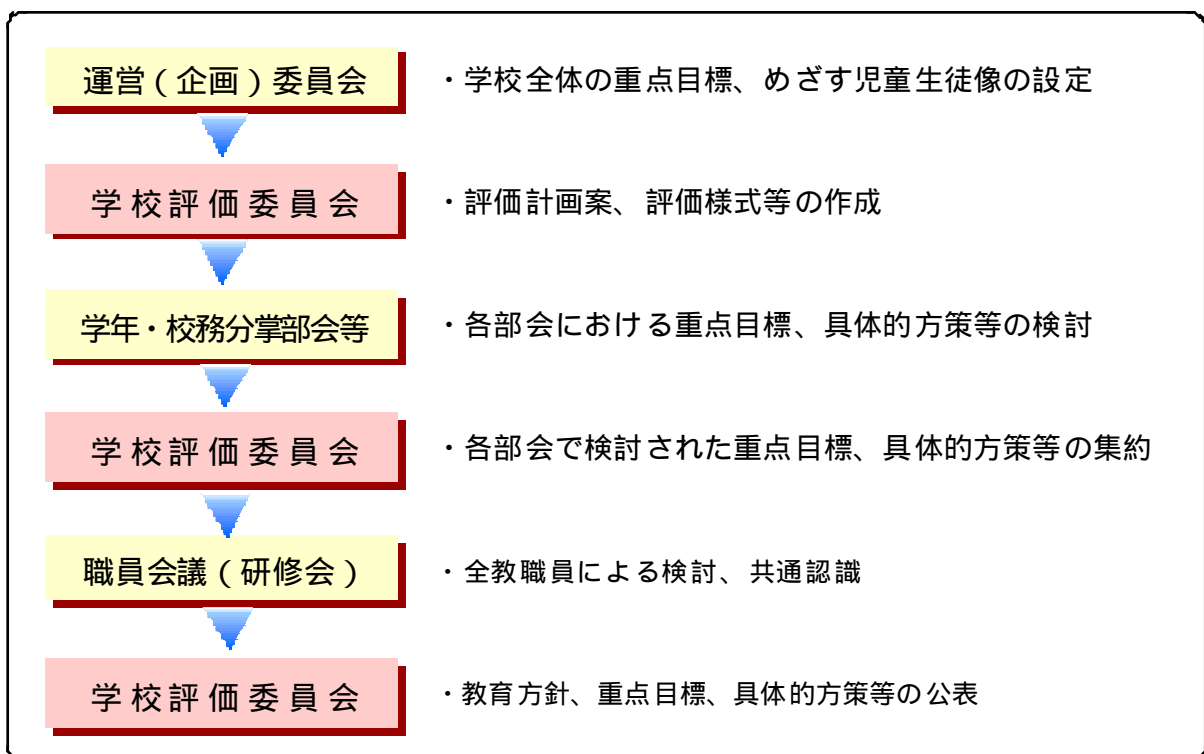 運営（企画）委員会
・学校全体の重点目標、めざす児童生徒像の設定
学校評価委員会
・評価計画案、評価様式等の作成
学年・校務分掌部会等
・各部会における重点目標、具体的方策等の検討
学校評価委員会
・各部会で検討された重点目標、具体的方策等の集約
職員会議（研修会）
・全教職員による検討、共通認識
学校評価委員会
・教育方針、重点目標、具体的方策等の公表